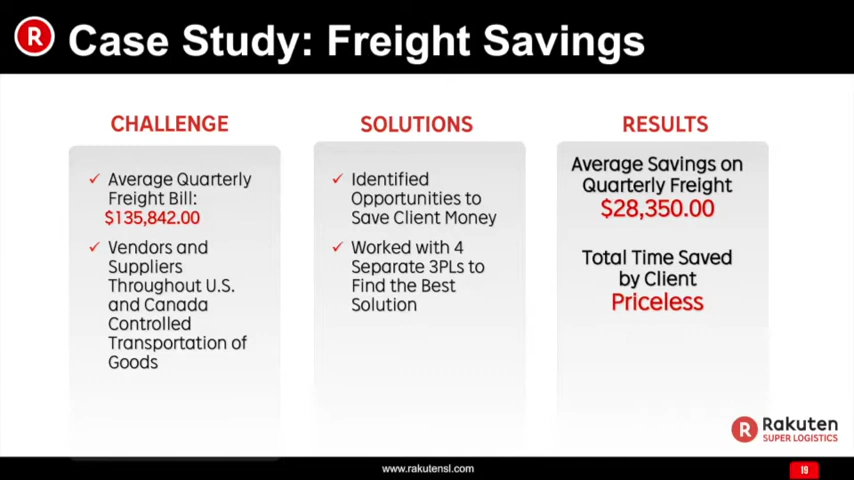 R
Case Study: Freight Savings
CHALLENGE
✓ Average Quarterly
Freight Bill:
$135,842.00
✓ Vendors and
Suppliers
Throughout U.S.
and Canada
Controlled
Transportation of
Goods
SOLUTIONS
✓ Identified
Opportunities to
Save Client Money
✓ Worked with 4
Separate 3PLs to
Find the Best
Solution
RESULTS
Average Savings on
Quarterly Freight
$28,350.00
Total Time Saved
by Client
Priceless
R Rakuten
SUPER LOGISTICS
www.rakutensl.com
19